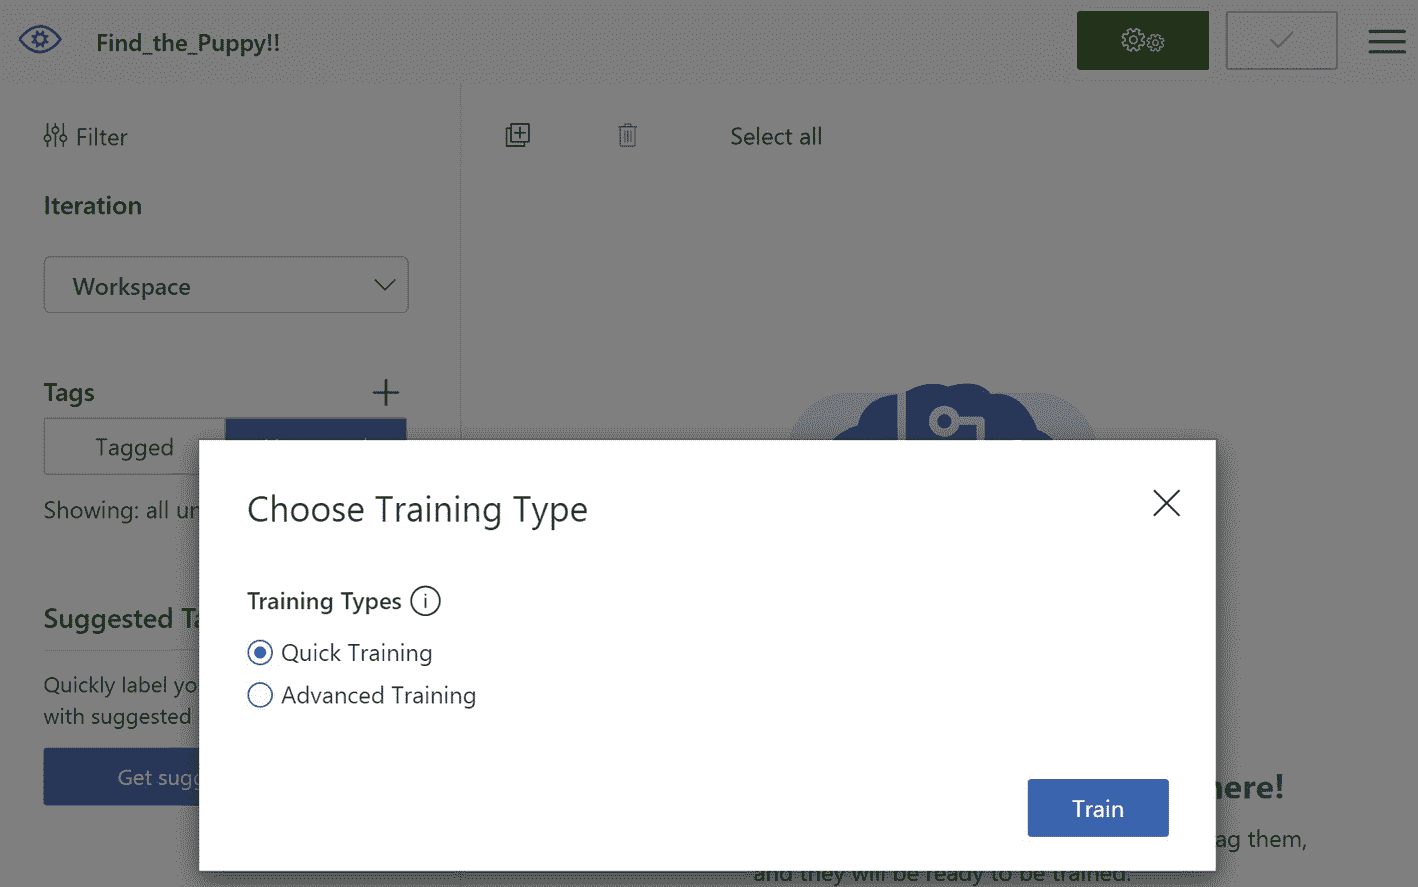 Find_the_Puppy!!
Filter
Select all
Iteration
Workspace
Tags
Tagged
Showing: all un
Choose Training Type
Training Types
Suggested Ta
Quick Training
Quickly label yo
Advanced Training
with suggested
Get sugg
Train
here!
ag them,
and they will be ready to be trained.